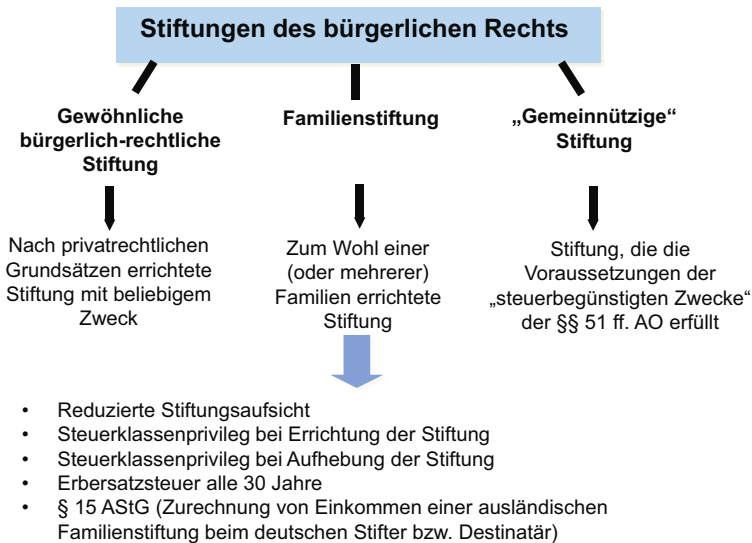 Stiftungen des bürgerlichen Rechts
Gewöhnliche
bürgerlich-rechtliche
Stiftung
Familienstiftung
„Gemeinnützige“
Stiftung
Nach privatrechtlichen
Grundsätzen errichtete
Stiftung mit beliebigem
Zweck
Zum Wohl einer
(oder mehrerer)
Familien errichtete
Stiftung
Stiftung, die die
Voraussetzungen der
„steuerbegünstigten Zwecke“
der §§ 51 ff. AO erfüllt
• Reduzierte Stiftungsaufsicht
• Steuerklassenprivileg bei Errichtung der Stiftung
• Steuerklassenprivileg bei Aufhebung der Stiftung
• Erbersatzsteuer alle 30 Jahre
• § 15 AStG (Zurechnung von Einkommen einer ausländischen
Familienstiftung beim deutschen Stifter bzw. Destinatär)